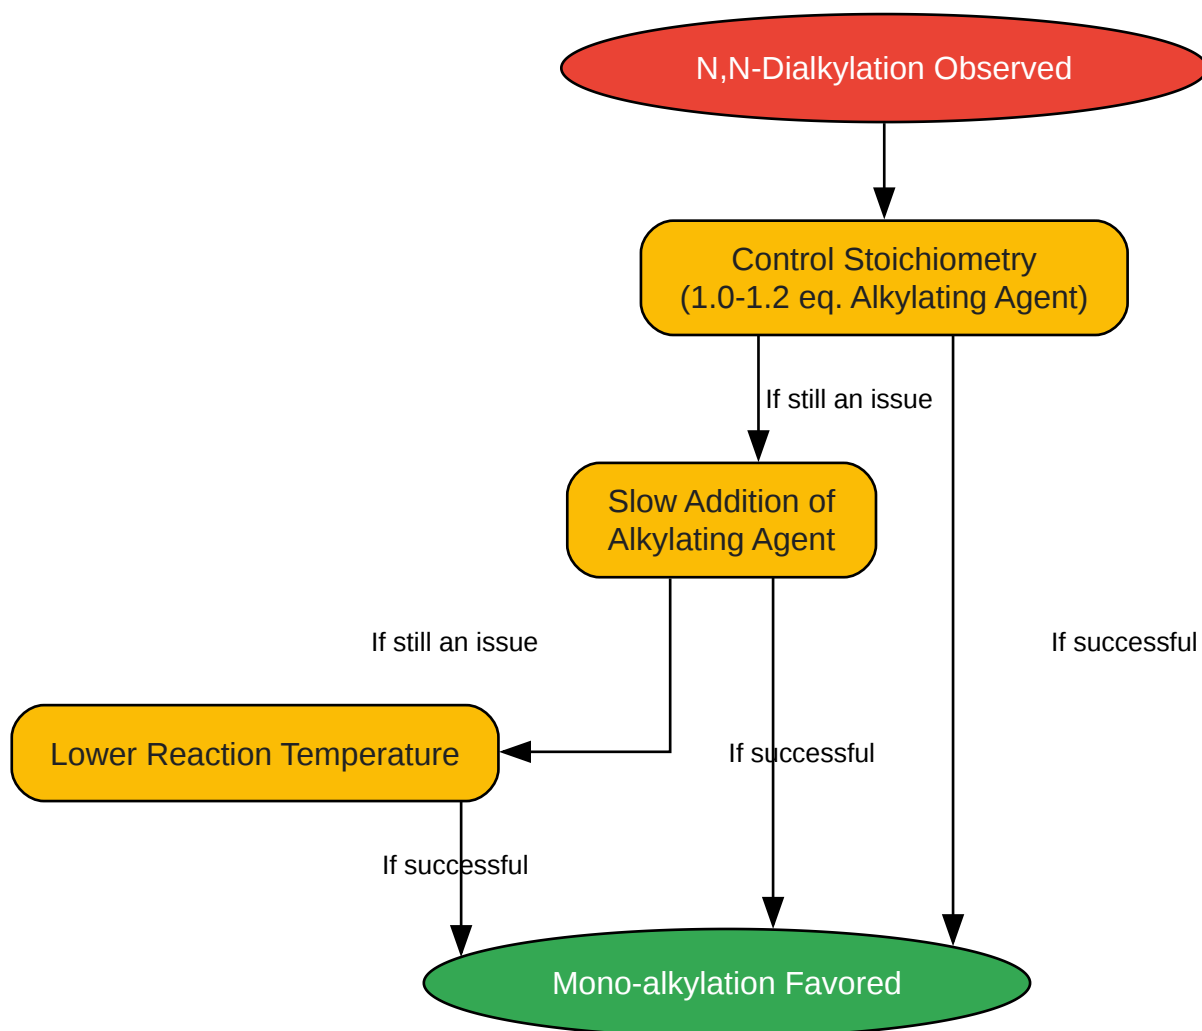 N,N-Dialkylation Observed
Control Stoichiometry
(1.0-1.2 eq. Alkylating Agent)
If still an issue
Slow Addition of
Alkylating Agent
If still an issue
If successful
Lower Reaction Temperature
If successful
If successful
Mono-alkylation Favored